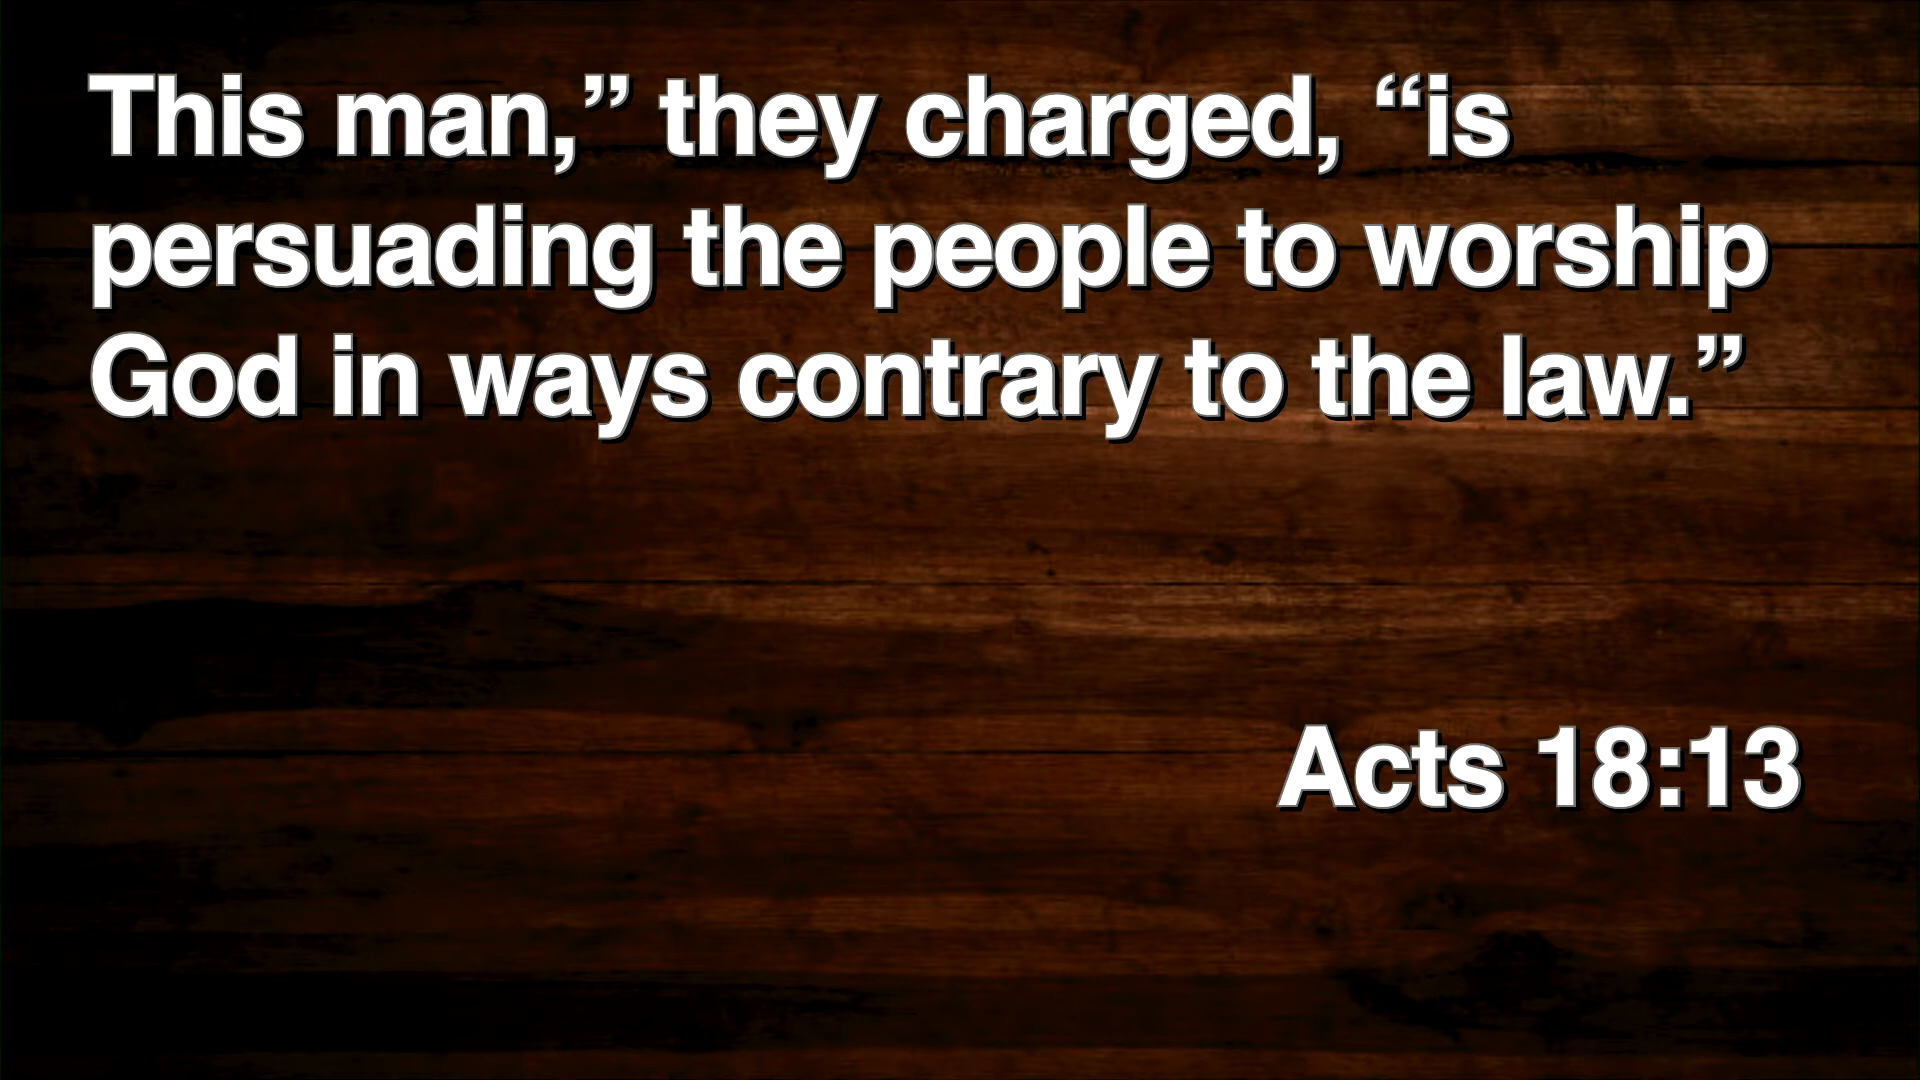 This man,” they charged, “is
persuading the people to worship
God in ways contrary to the law.”
Acts 18:13